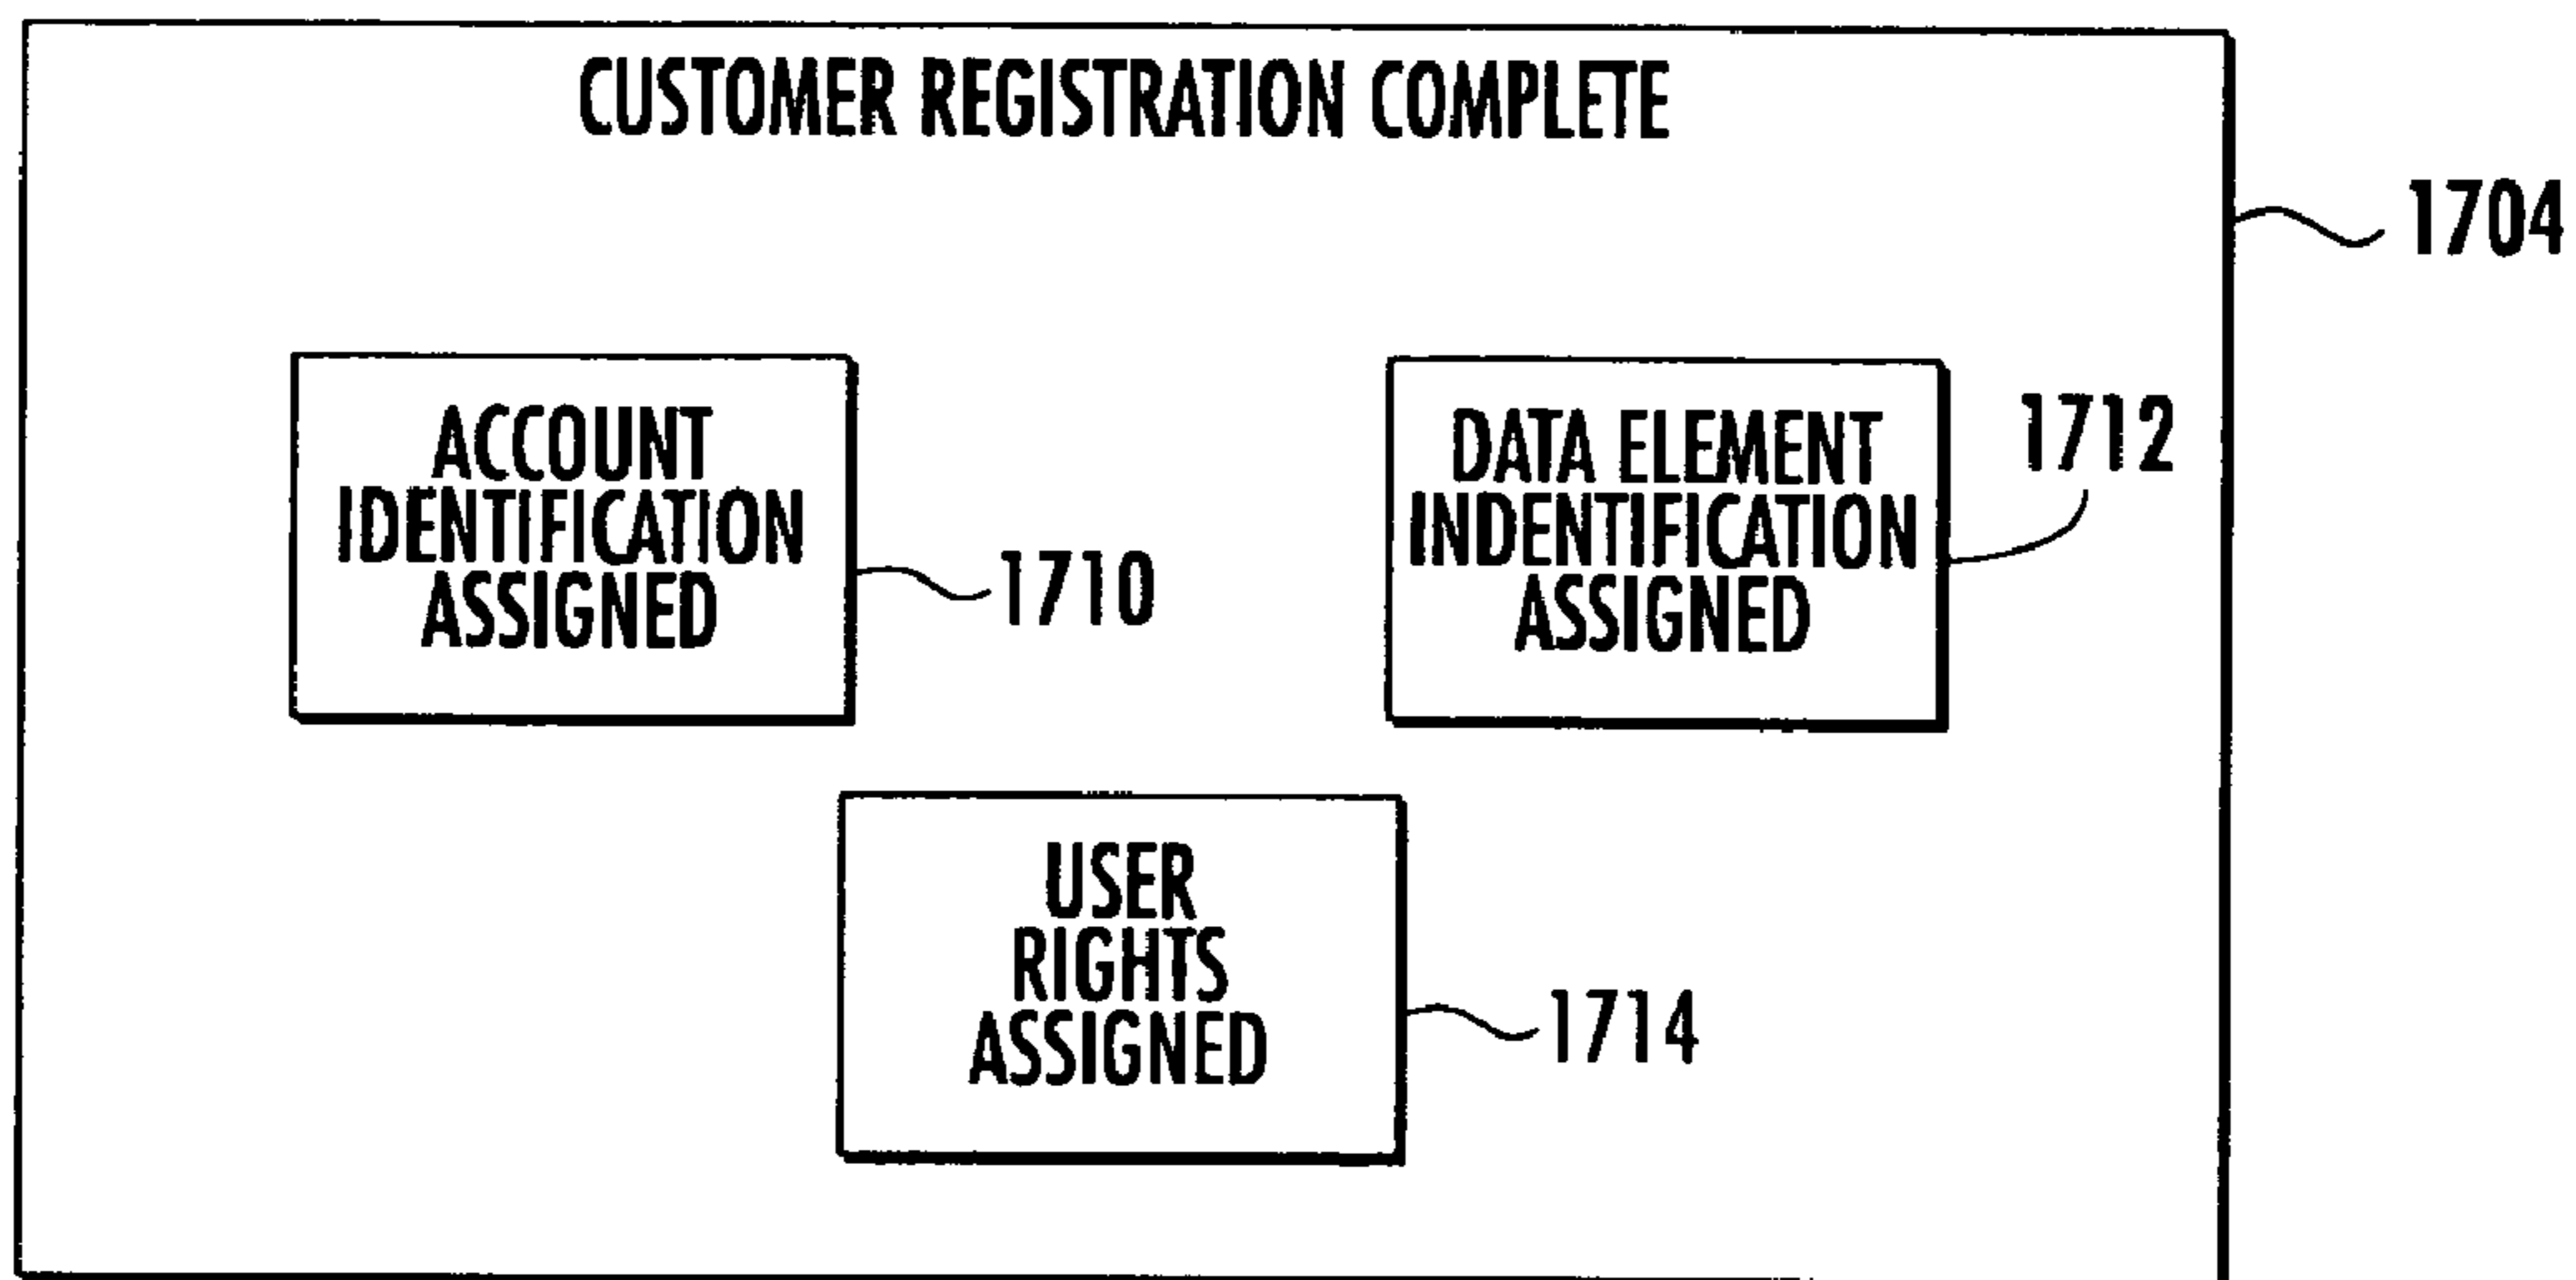 CUSTOMER REGISTRATION COMPLETE
1704
ACCOUNT
IDENTIFICATION
ASSIGNED
1710
DATA ELEMENT
INDENTIFICATION
ASSIGNED
1712
USER
RIGHTS
ASSIGNED
1714